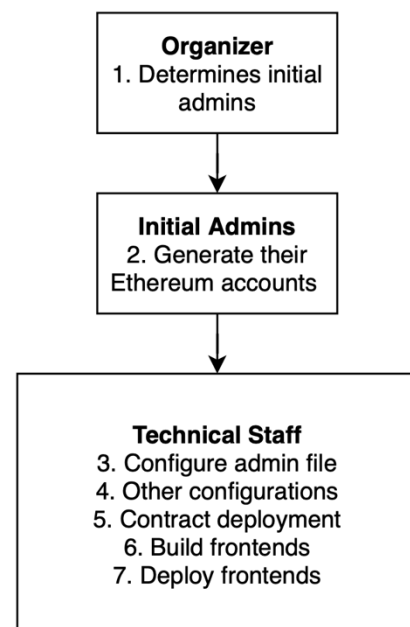 Organizer
1. Determines initial
admins
Initial Admins
2. Generate their
Ethereum accounts
Technical Staff
3. Configure admin file
4. Other configurations
5. Contract deployment
6. Build frontends
7. Deploy frontends